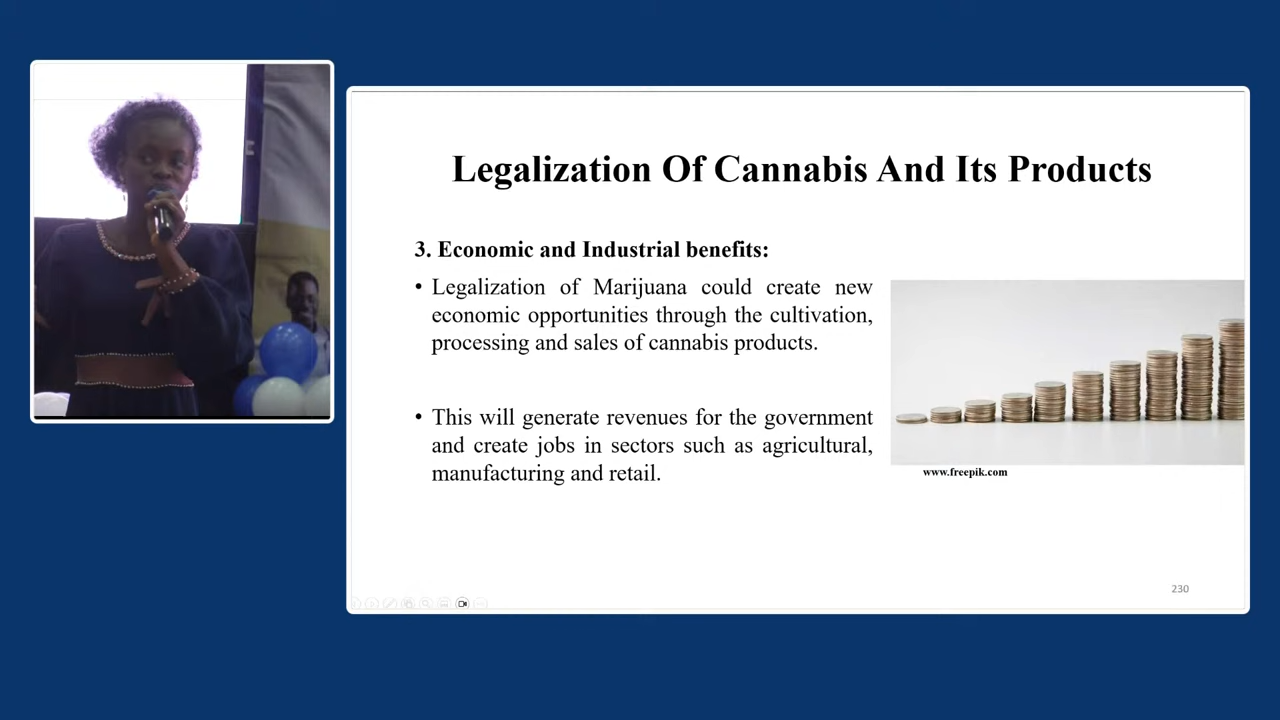 Legalization Of Cannabis And Its Products
3. Economic and Industrial benefits:
• Legalization of Marijuana could create new
economic opportunities through the cultivation,
processing and sales of cannabis products.
• This will generate revenues for the government
and create jobs in sectors such as agricultural,
manufacturing and retail.
www.freepik.com
230